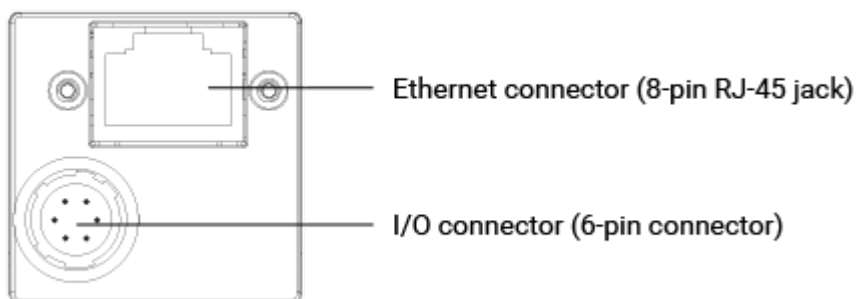 Ethernet connector (8-pin RJ-45 jack)
I/O connector (6-pin connector)